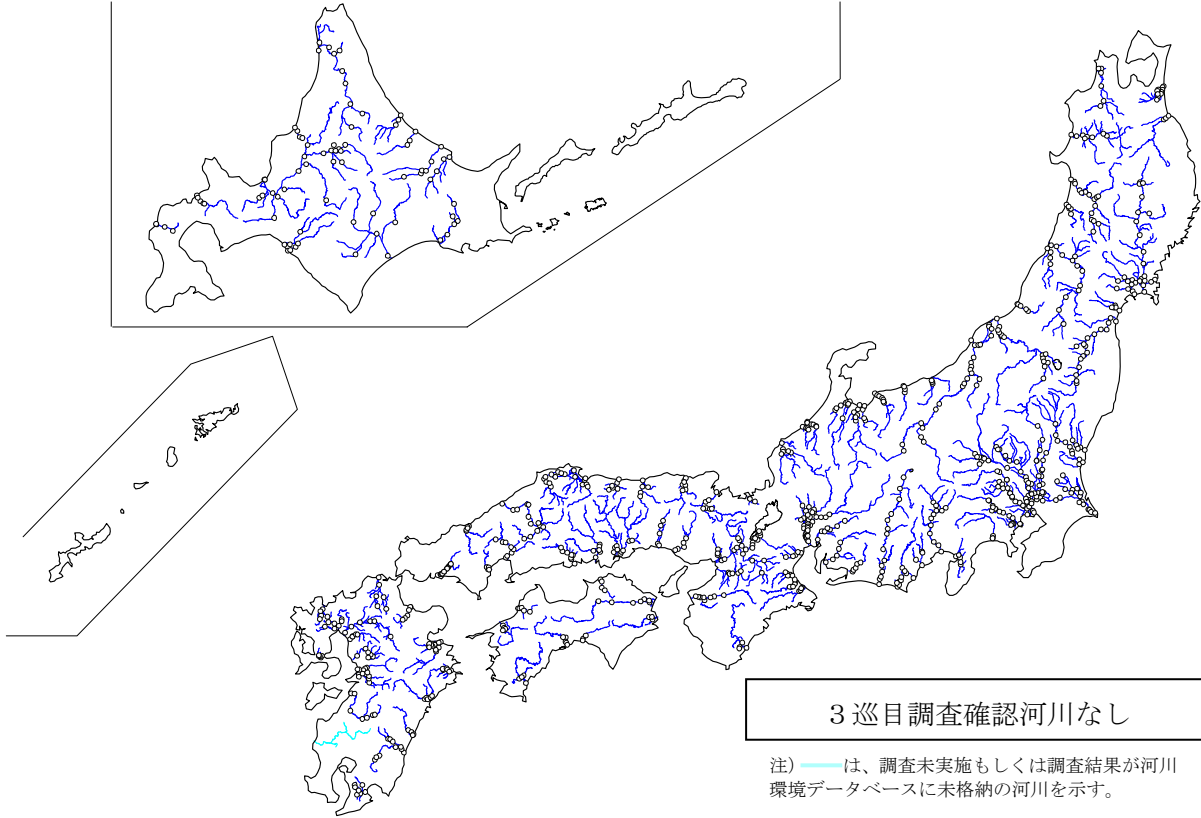 ３巡目調査確認河川なし
注）は、調査未実施もしくは調査結果が河川
環境データベースに未格納の河川を示す。